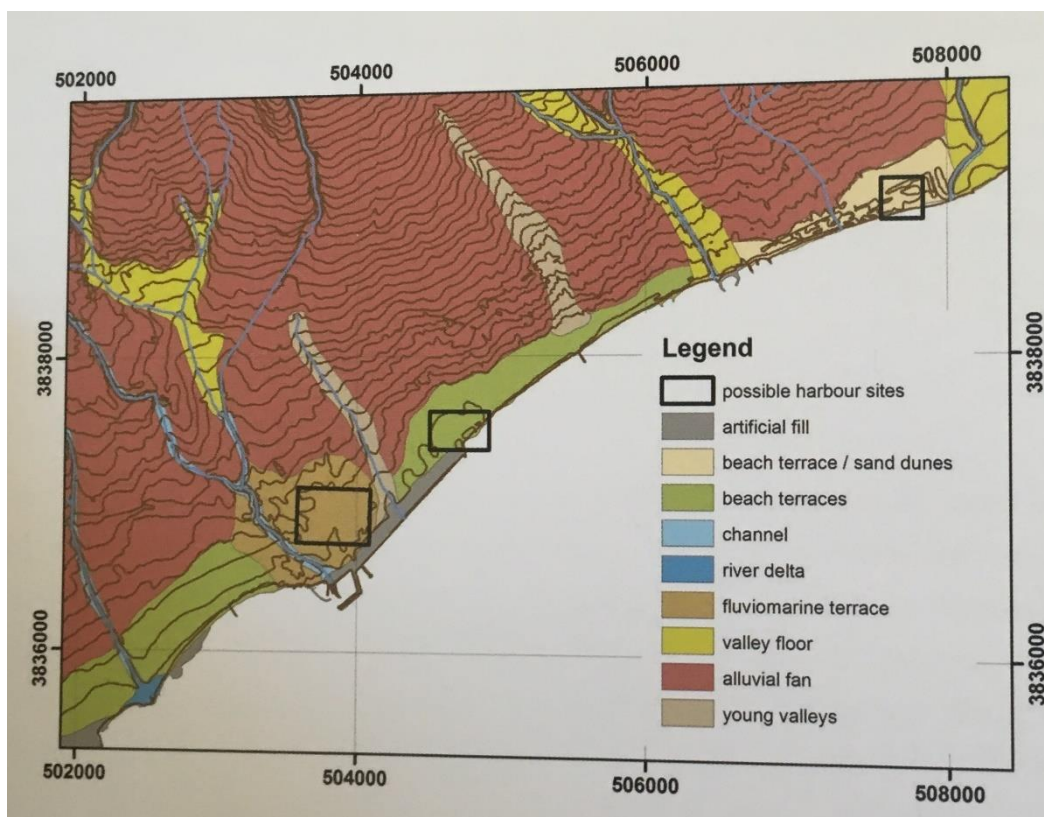 502000
504000
506000
508000
3838000
3838000
3836000
3836000
Legend
possible harbour sites
artificial fill
beach terrace / sand dunes
beach terraces
channel
river delta
fluviomarine terrace
valley floor
alluvial fan
young valleys
502000
504000
506000
508000